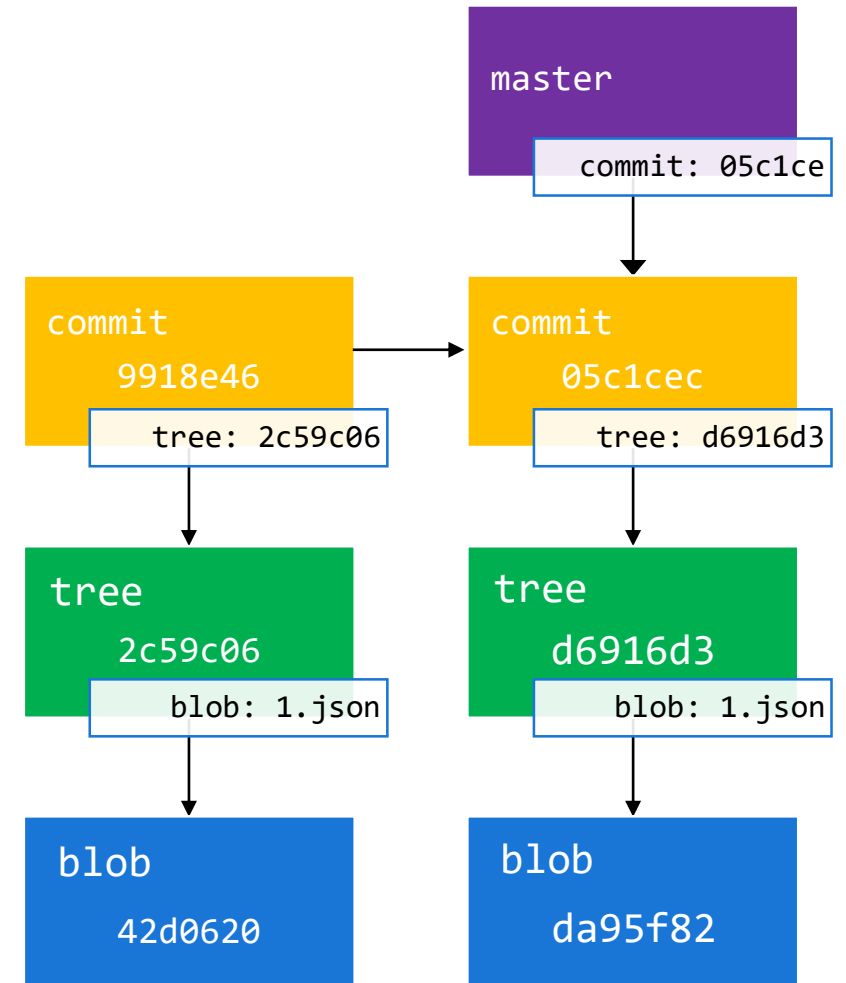 master
commit: 05c1ce
commit
9918e46
tree: 2c59c06
commit
05c1cec
tree: d6916d3
tree
2c59c06
blob: 1.json
tree
d6916d3
blob: 1.json
blob
42d0620
blob
da95f82